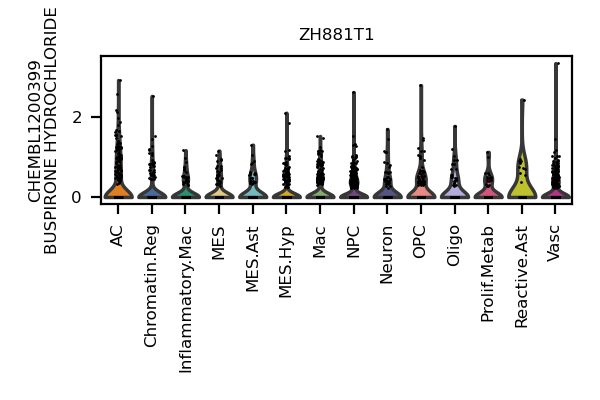 ZH881T1
CHEMBL1200399
BUSPIRONE HYDROCHLORIDE
2
0
AC
Chromatin.Reg
Inflammatory.Mac
MES
MES.Ast
MES.Hyp
Mac
NPC
Neuron
OPC
Oligo
Prolif.Metab
Reactive.Ast
Vasc